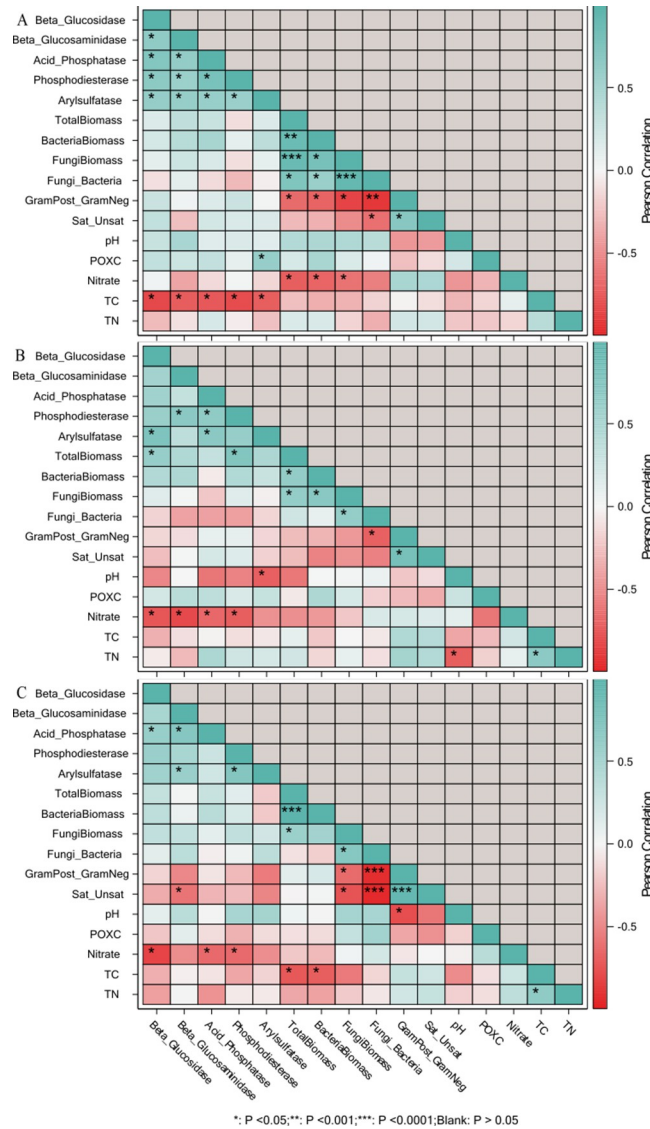 A
Beta_Glucosidase
Beta_Glucosaminidase
Acid_Phosphatase
Phosphodiesterase
Arylsulfatase
TotalBiomass
BacteriaBiomass
FungiBiomass
Fungi_Bacteria
GramPost_GramNeg
Sat_Unsat
pH
POXC
Nitrate
TC
TN
*
* *
* * *
* * * *
**
*** *
* * ***
* * * **
* *
*
* * *
* * * * *
0.5
0.0
-0.5
Pearson Correlation
B
Beta_Glucosidase
Beta_Glucosaminidase
Acid_Phosphatase
Phosphodiesterase
Arylsulfatase
TotalBiomass
BacteriaBiomass
FungiBiomass
Fungi_Bacteria
GramPost_GramNeg
Sat_Unsat
pH
POXC
Nitrate
TC
TN
* *
* *
* *
*
* *
*
*
*
*
* * * *
* *
0.5
0.0
-0.5
Pearson Correlation
C
Beta_Glucosidase
Beta_Glucosaminidase
Acid_Phosphatase
Phosphodiesterase
Arylsulfatase
TotalBiomass
BacteriaBiomass
FungiBiomass
Fungi_Bacteria
GramPost_GramNeg
Sat_Unsat
pH
POXC
Nitrate
TC
TN
* *
* *
***
*
*
* ***
* * *** ***
*
* * *
* *
*
0.5
0.0
-0.5
Pearson Correlation
Beta_Glucosidase
Beta_Glucosaminidase
Acid_Phosphatase
Phosphodiesterase
Arylsulfatase
TotalBiomass
BacteriaBiomass
FungiBiomass
Fungi_Bacteria
GramPost_GramNeg
Sat_Unsat
pH
POXC
Nitrate
TC
TN
*: P <0.05;**: P <0.001;***: P <0.0001;Blank: P > 0.05